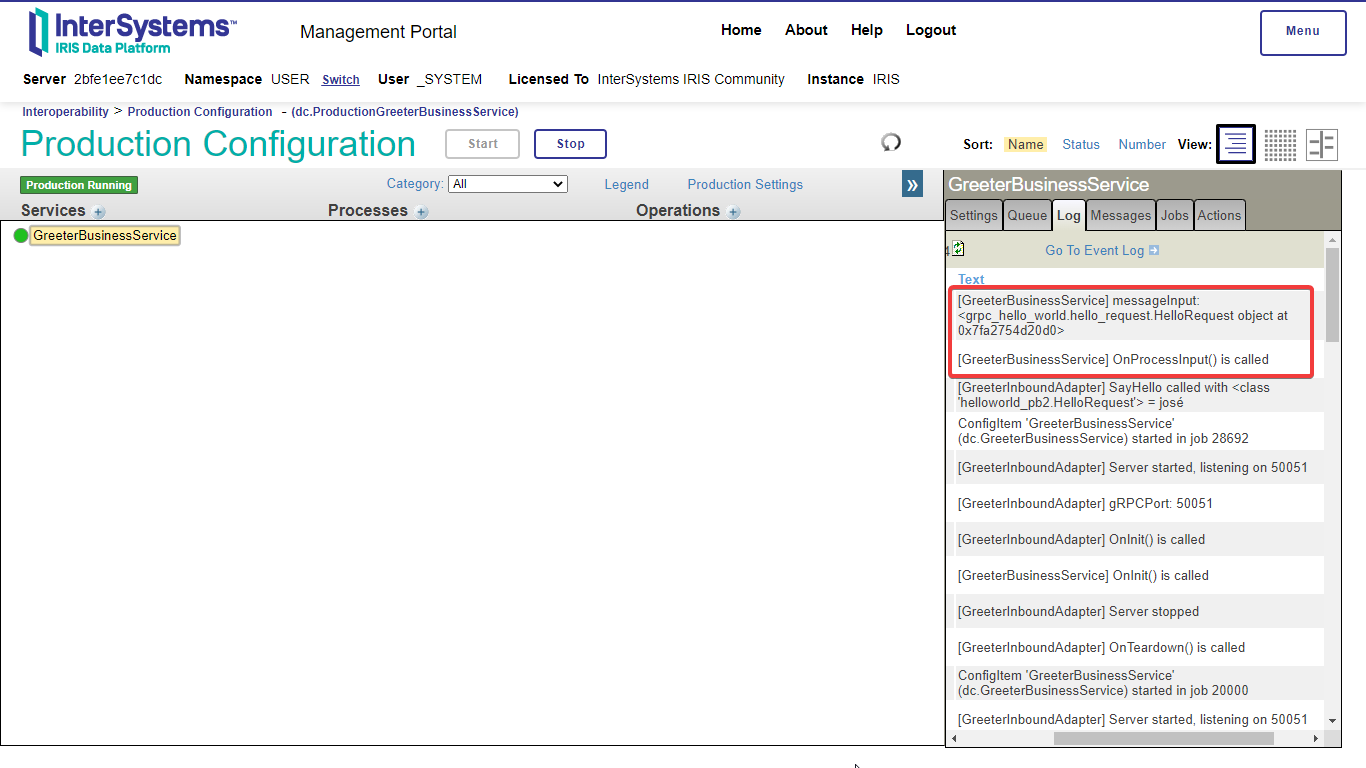 InterSystems™
IRIS Data Platform
Management Portal
Home About Help Logout
Menu
Server 2bfe1ee7c1dc Namespace USER Switch User _SYSTEM Licensed To InterSystems IRIS Community Instance IRIS
Interoperability > Production Configuration - (dc.ProductionGreeterBusinessService)
Production Configuration
Start
Stop
Sort: Name Status Number View:
Production Running
Category: All
Legend
Production Settings
»
Services
Processes
Operations
GreeterBusinessService
GreeterBusinessService
Settings Queue Log Messages Jobs Actions
4
Go To Event Log
Text
[GreeterBusinessService] messageInput:
<grpc_hello_world.hello_request.HelloRequest object at
0x7fa2754d20d0>
[GreeterBusinessService] OnProcessInput() is called
[GreeterInboundAdapter] SayHello called with <class
'helloworld_pb2.HelloRequest'> = josé
ConfigItem 'GreeterBusinessService'
(dc.GreeterBusinessService) started in job 28692
[GreeterInboundAdapter] Server started, listening on 50051
[GreeterInboundAdapter] gRPCPort: 50051
[GreeterInboundAdapter] OnInit() is called
[GreeterBusinessService] OnInit() is called
[GreeterInboundAdapter] Server stopped
[GreeterInboundAdapter] OnTeardown() is called
ConfigItem 'GreeterBusinessService'
(dc.GreeterBusinessService) started in job 20000
[GreeterInboundAdapter] Server started, listening on 50051